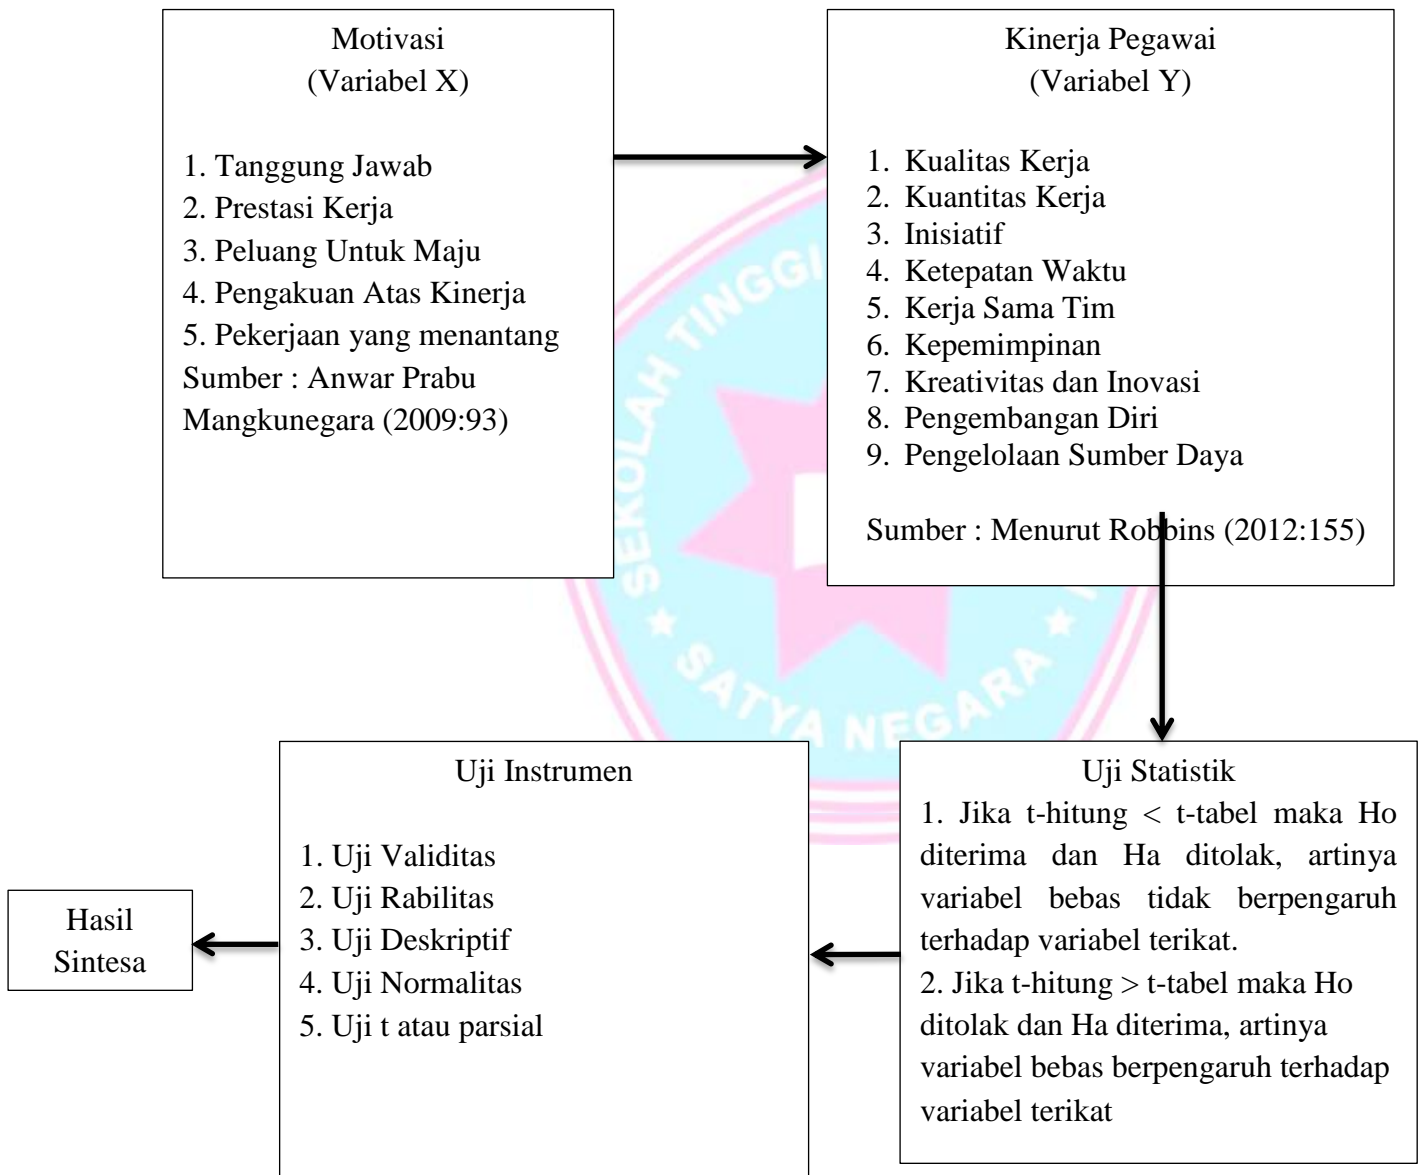 Motivasi
(Variabel X)
1. Tanggung Jawab
2. Prestasi Kerja
3. Peluang Untuk Maju
4. Pengakuan Atas Kinerja
5. Pekerjaan yang menantang
Sumber : Anwar Prabu
Mangkunegara (2009:93)
Kinerja Pegawai
(Variabel Y)
1. Kualitas Kerja
2. Kuantitas Kerja
3. Inisiatif
4. Ketepatan Waktu
5. Kerja Sama Tim
6. Kepemimpinan
7. Kreativitas dan Inovasi
8. Pengembangan Diri
9. Pengelolaan Sumber Daya
Sumber : Menurut Robbins (2012:155)
SEKOLAH TINGGI
SATYA NEGARA
Uji Statistik
1. Jika t-hitung < t-tabel maka Ho
diterima dan Ha ditolak, artinya
variabel bebas tidak berpengaruh
terhadap variabel terikat.
2. Jika t-hitung > t-tabel maka Ho
ditolak dan Ha diterima, artinya
variabel bebas berpengaruh terhadap
variabel terikat
Uji Instrumen
1. Uji Validitas
2. Uji Rabilitas
3. Uji Deskriptif
4. Uji Normalitas
5. Uji t atau parsial
Hasil
Sintesa